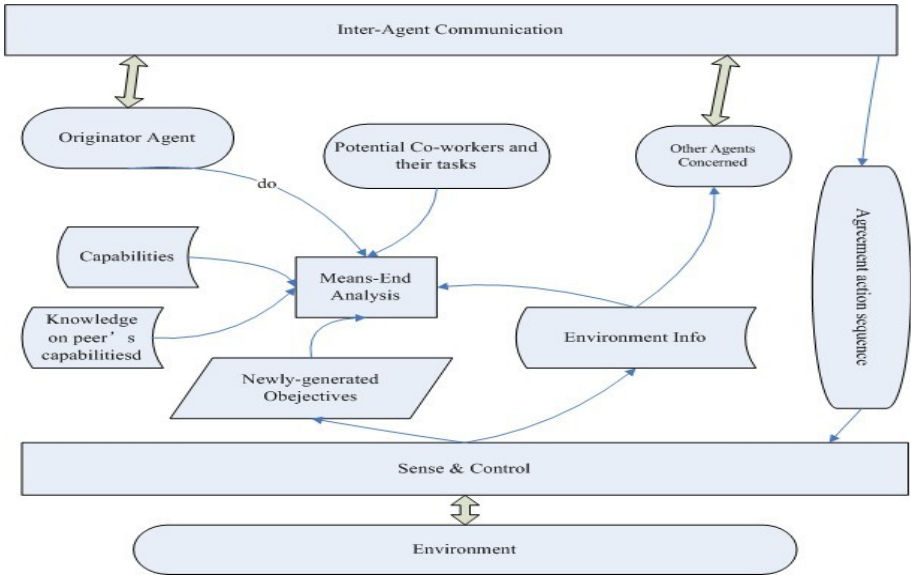 Inter-Agent Communication
Originator Agent
Potential Co-workers and
their tasks
Other Agents
Concerned
do
Capabilities
Means-End
Analysis
Agreement action sequence
Knowledge
on peer's
capabilitiesd
Environment Info
Newly-generated
Obejectives
Sense & Control
Environment